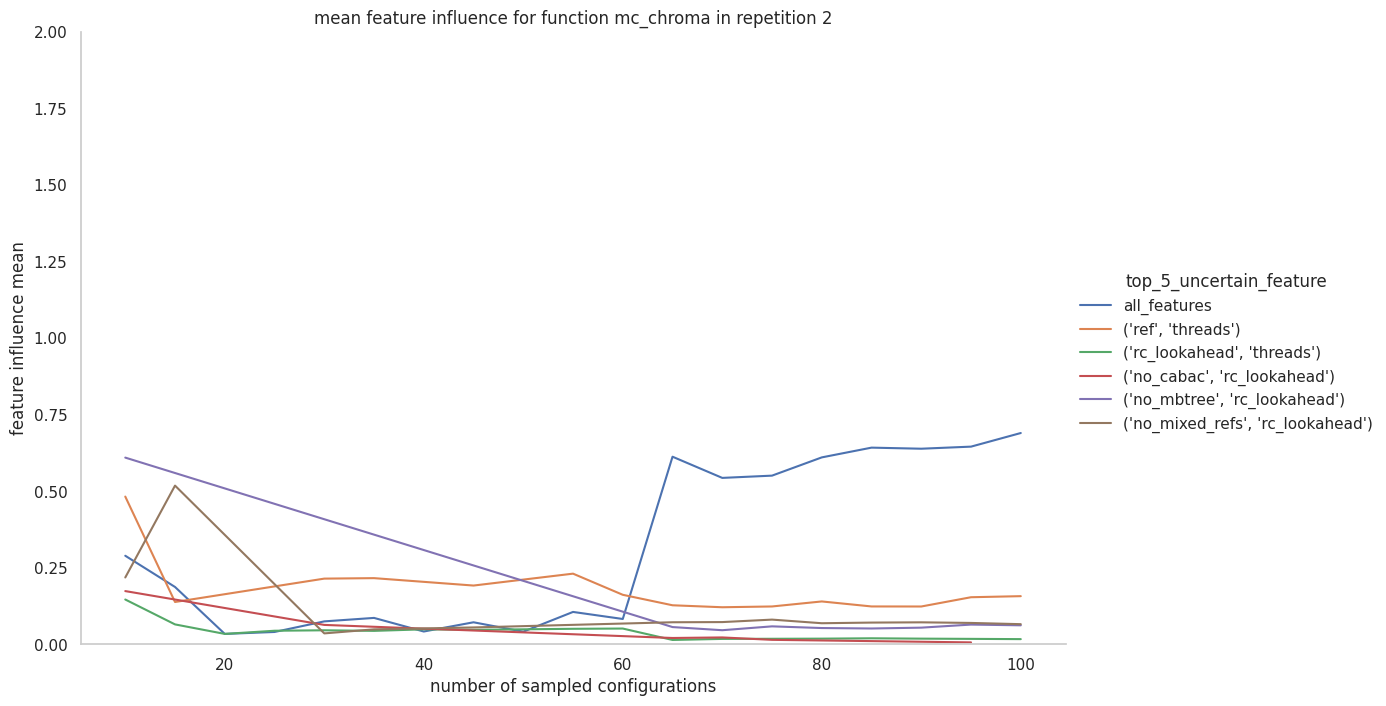 mean feature influence for function mc_chroma in repetition 2
2.00
1.75
1.50
1.25
1.00
0.75
0.50
0.25
0.00
feature influence mean
20
40
60
80
100
number of sampled configurations
top_5_uncertain_feature
all_features
('ref', 'threads')
('rc_lookahead', 'threads')
('no_cabac', 'rc_lookahead')
('no_mbtree', 'rc_lookahead')
('no_mixed_refs', 'rc_lookahead')